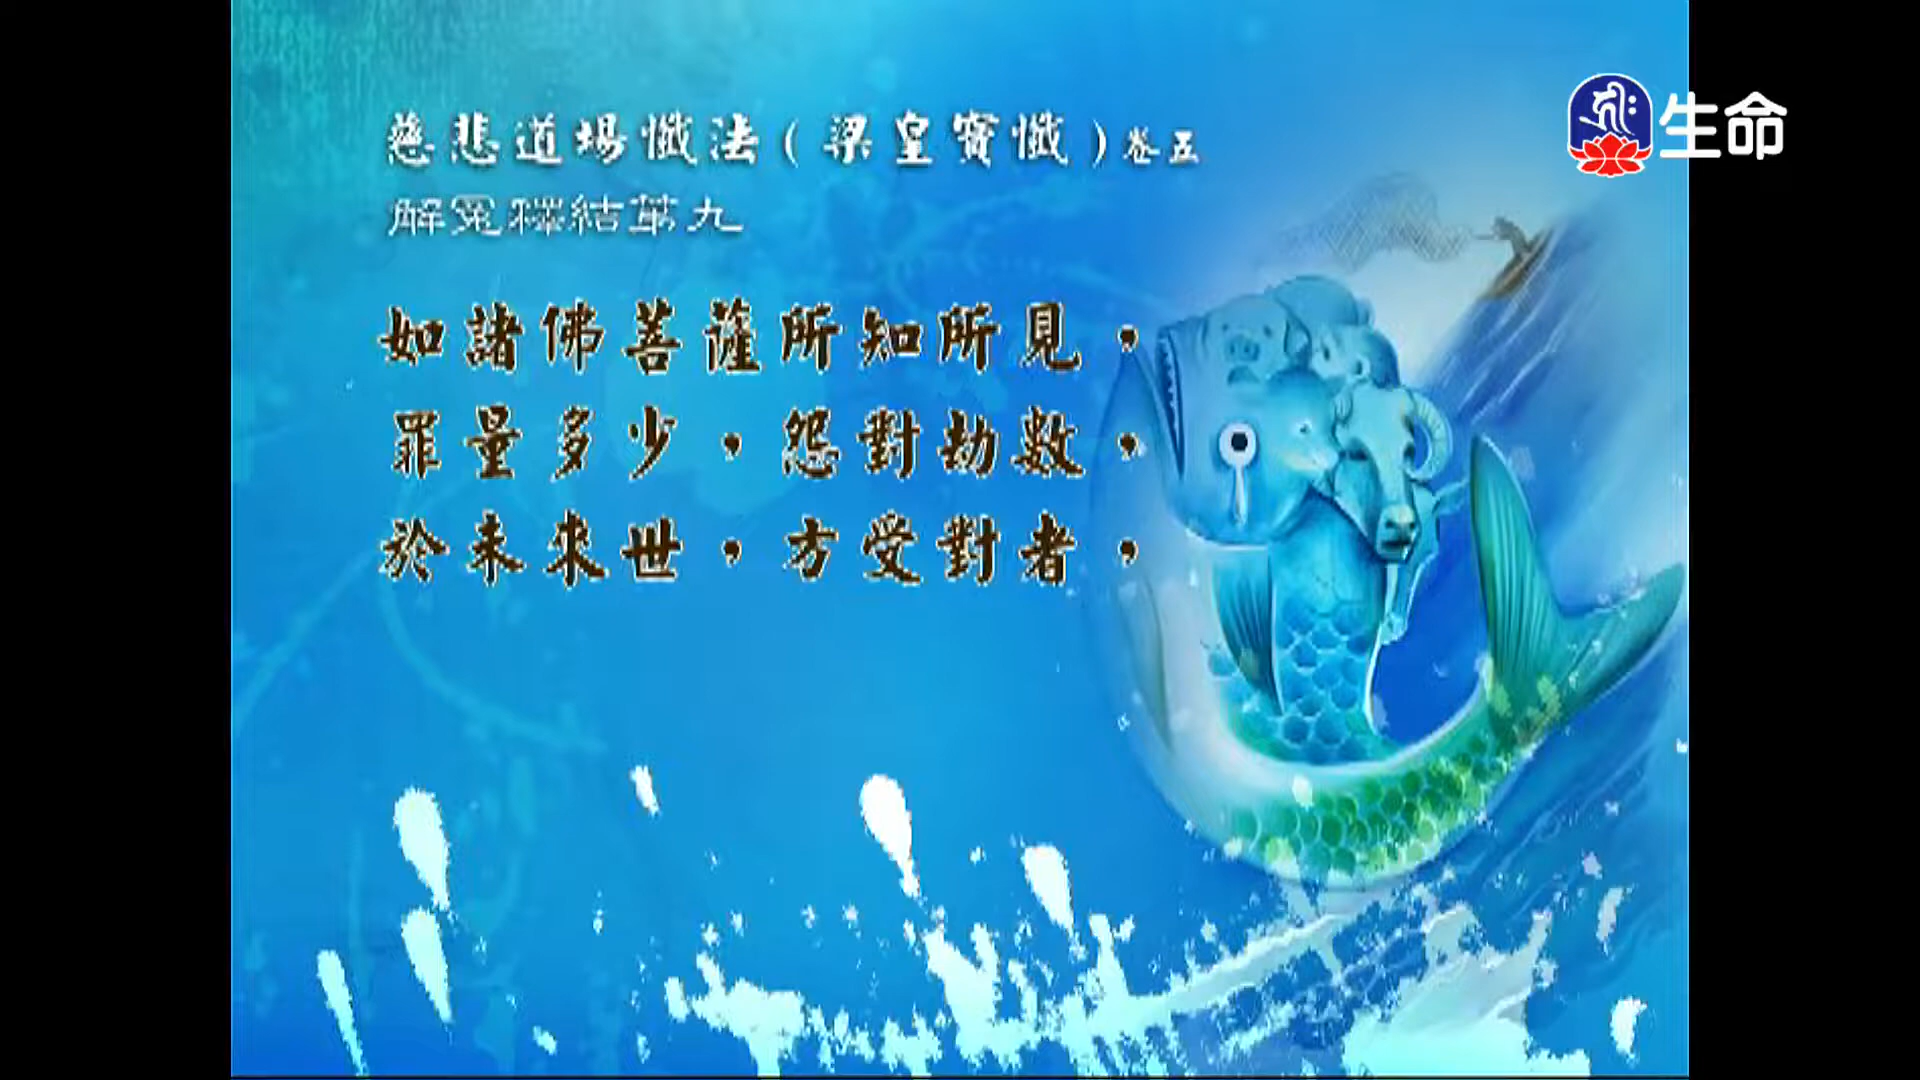 慈悲道場懺法(梁皇寶懺)卷五
生命
解冤釋結第九
如諸佛菩薩所知所見，
罪量多少，怨對劫數，
於未來世，方受對者，